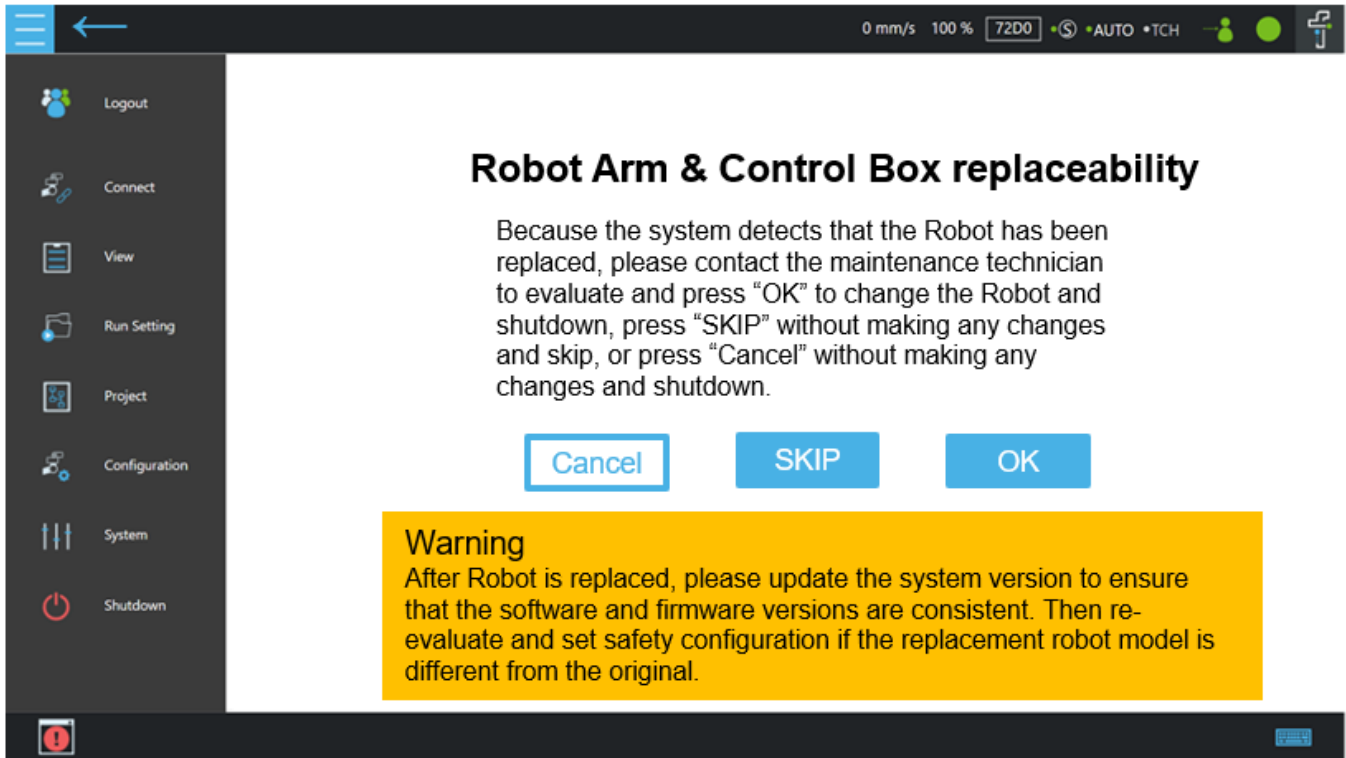 0 mm/s 100 % 72D0 •Ⓢ •AUTO •TCH
Logout
Connect
View
Run Setting
Project
Configuration
System
Shutdown
Robot Arm & Control Box replaceability
Because the system detects that the Robot has been
replaced, please contact the maintenance technician
to evaluate and press “OK” to change the Robot and
shutdown, press “SKIP” without making any changes
and skip, or press “Cancel” without making any
changes and shutdown.
Cancel SKIP OK
Warning
After Robot is replaced, please update the system version to ensure
that the software and firmware versions are consistent. Then re-
evaluate and set safety configuration if the replacement robot model is
different from the original.